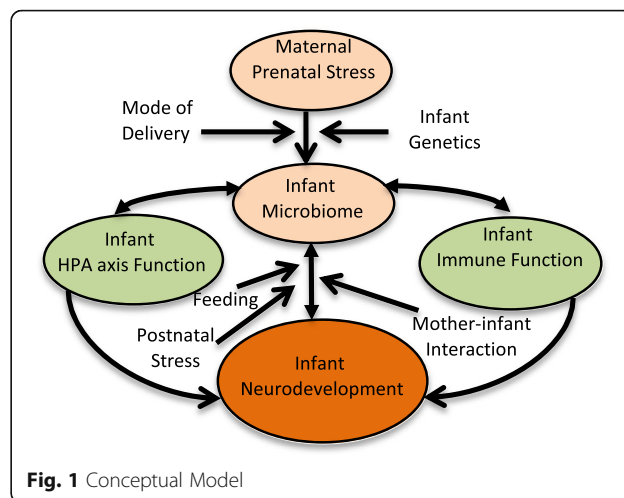 Maternal
Prenatal Stress
Mode of
Delivery
Infant
Genetics
Infant
Microbiome
Infant
HPA axis Function
Infant
Immune Function
Feeding
Postnatal
Stress
Mother-infant
Interaction
Infant
Neurodevelopment
Fig. 1 Conceptual Model